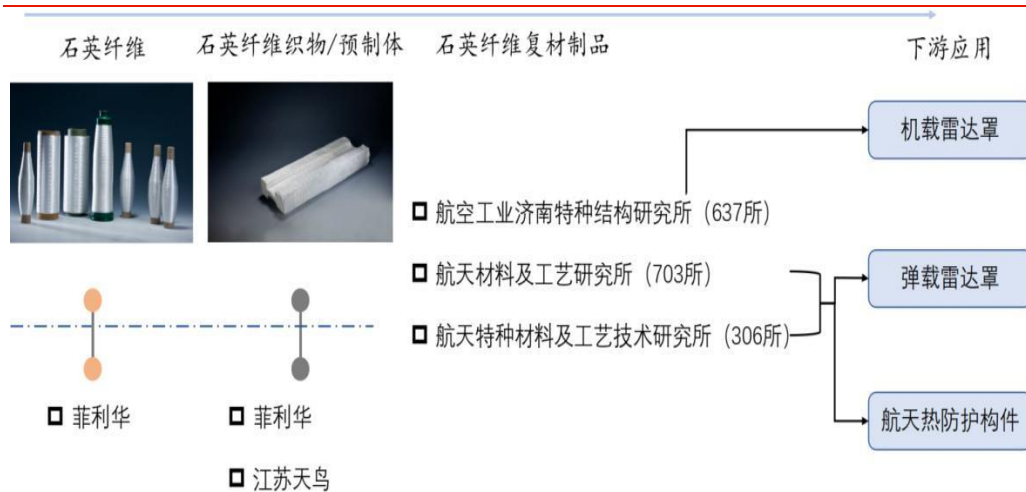 石英纤维
石英纤维织物/预制体
石英纤维复材制品
下游应用
机载雷达罩
航空工业济南特种结构研究所（637所）
航天材料及工艺研究所（703所）
弹载雷达罩
航天特种材料及工艺技术研究所（306所）
菲利华
菲利华
航天热防护构件
江苏天鸟